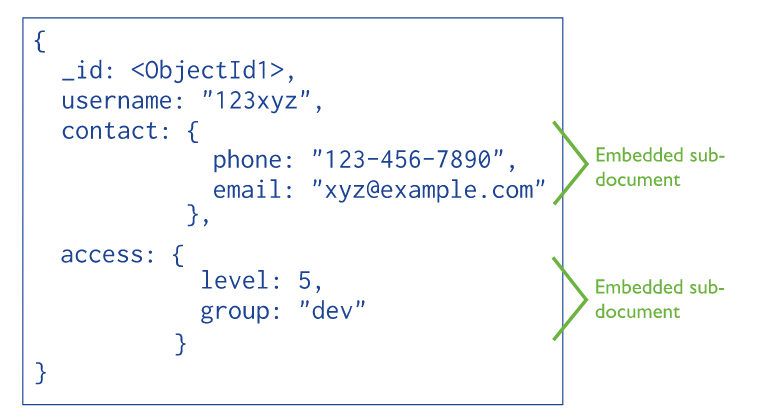 {
_id: <ObjectId1>,
username: "123xyz",
contact: {
phone: "123-456-7890",
email: "xyz@example.com"
},
access: {
level: 5,
group: "dev"
}
}
Embedded sub-
document
Embedded sub-
document